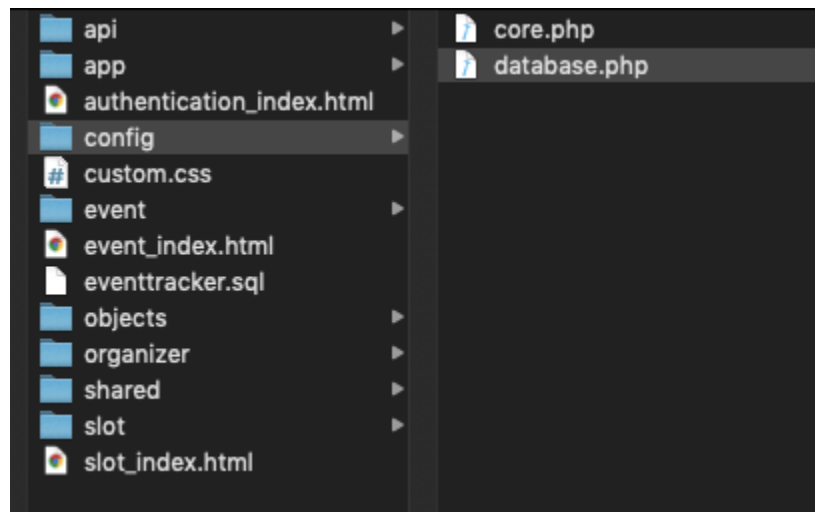 api
app
authentication_index.html
config
custom.css
event
event_index.html
eventtracker.sql
objects
organizer
shared
slot
slot_index.html
core.php
database.php